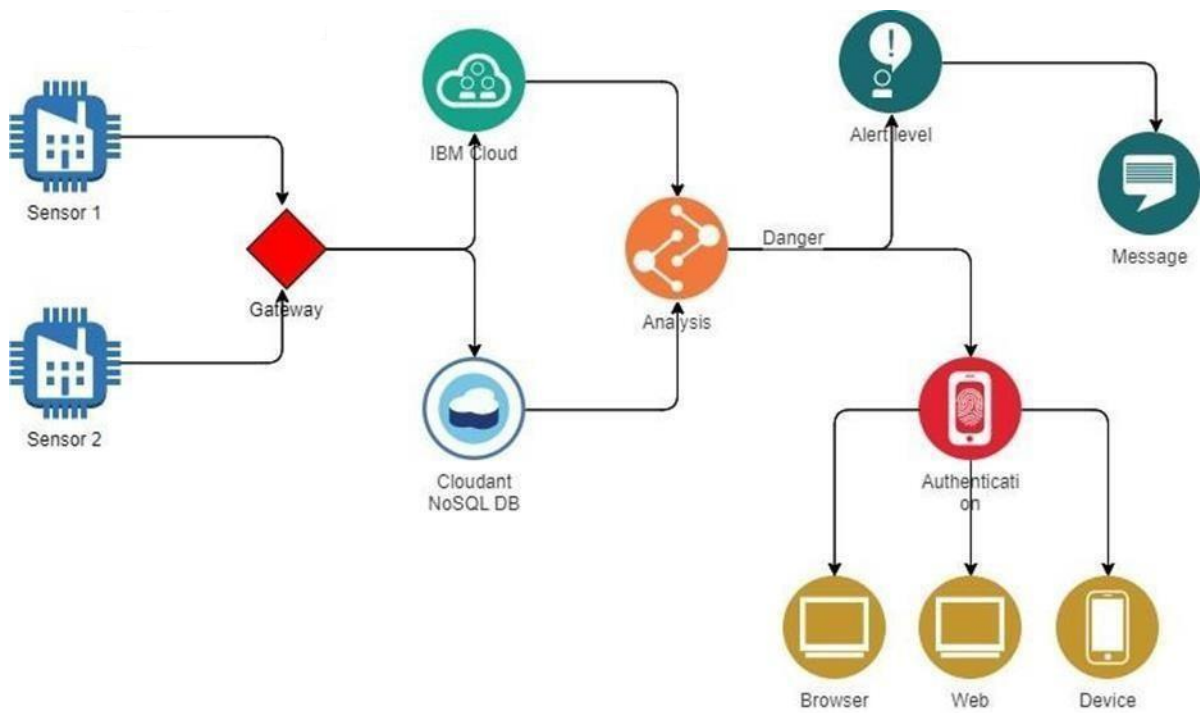 Sensor 1
IBM Cloud
Alert level
Message
Danger
Gateway
Analysis
Sensor 2
Cloudant
NoSQL DB
Authenticati
on
Browser
Web
Device